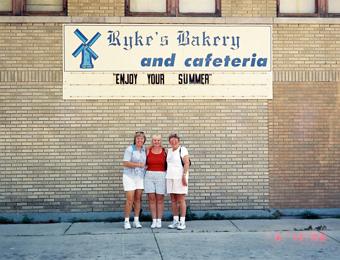 Ryke's Bakery
and cafeteria
"ENJOY YOUR SUMMER"